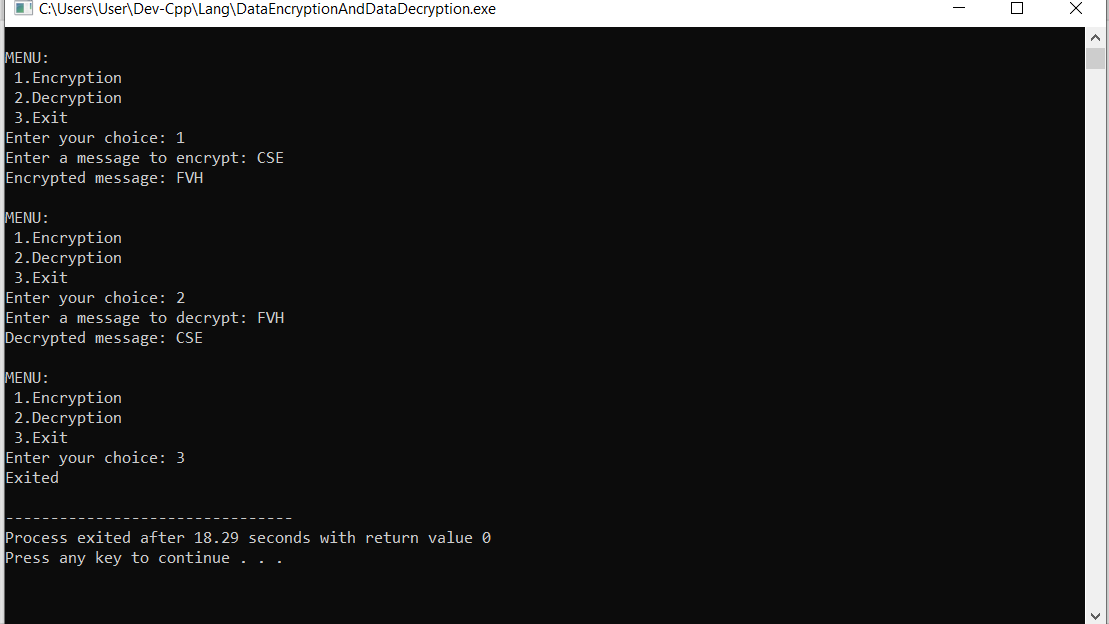 C:\Users\User\Dev-Cpp\Lang\DataEncryptionAndDataDecryption.exe
MENU:
 1.Encryption
 2.Decryption
 3.Exit
Enter your choice: 1
Enter a message to encrypt: CSE
Encrypted message: FVH
MENU:
 1.Encryption
 2.Decryption
 3.Exit
Enter your choice: 2
Enter a message to decrypt: FVH
Decrypted message: CSE
MENU:
 1.Encryption
 2.Decryption
 3.Exit
Enter your choice: 3
Exited
--------------------------------
Process exited after 18.29 seconds with return value 0
Press any key to continue . . .